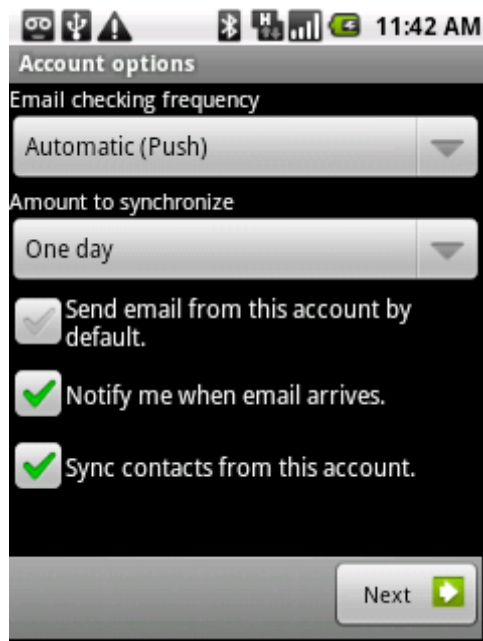 11:42 AM
Account options
Email checking frequency
Automatic (Push)
Amount to synchronize
One day
Send email from this account by
default.
Notify me when email arrives.
Sync contacts from this account.
Next